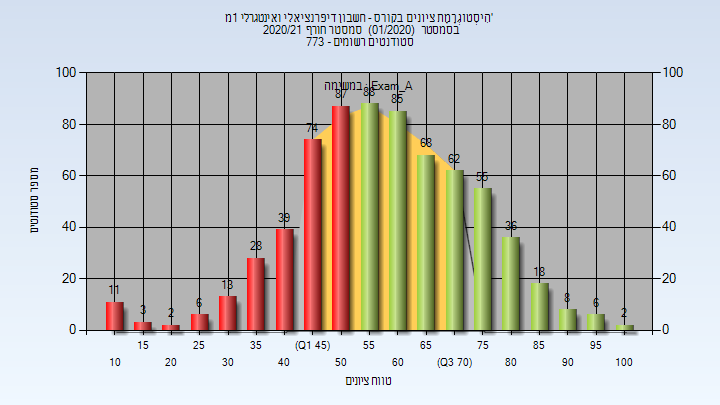 היסטוגרמת ציונים בקורס - חשבון דיפרנציאלי ואינטגרלי 1מ'
בסמסטר (01/2020) סמסטר חורף 2020/21
773 - סטודנטים רשומים
במשימה : Exam_A
100 100
80 80
60 60
40 40
20 20
0 0
11 3 2 6 13 28 39 74 87 88 85 68 62 55 36 18 8 6 2
מספר סטודנטים
15 25 35 (Q1 45) 55 65 75 85 95
10 20 30 40 50 60 (Q3 70) 80 90 100
טווח ציונים